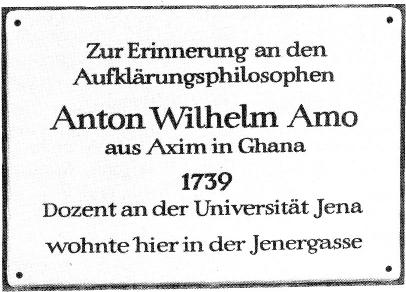 Zur Erinnerung an den
Aufklärungsphilosophen
Anton Wilhelm Amo
aus Axim in Ghana
1739
Dozent an der Universität Jena
wohnte hier in der Jenergasse